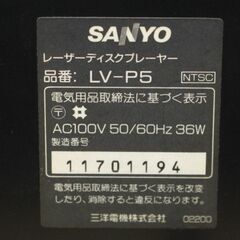 SANYO
レーザーディスクプレーヤー
品番: LV-P5 NTSC
電気用品取締法に基づく表示
〒
AC100V 50/60Hz 36W
製造番号
11701194
電気用品取締法に基づく表示を改変
したり、消除すると違反になります。
三洋電機株式会社 02200